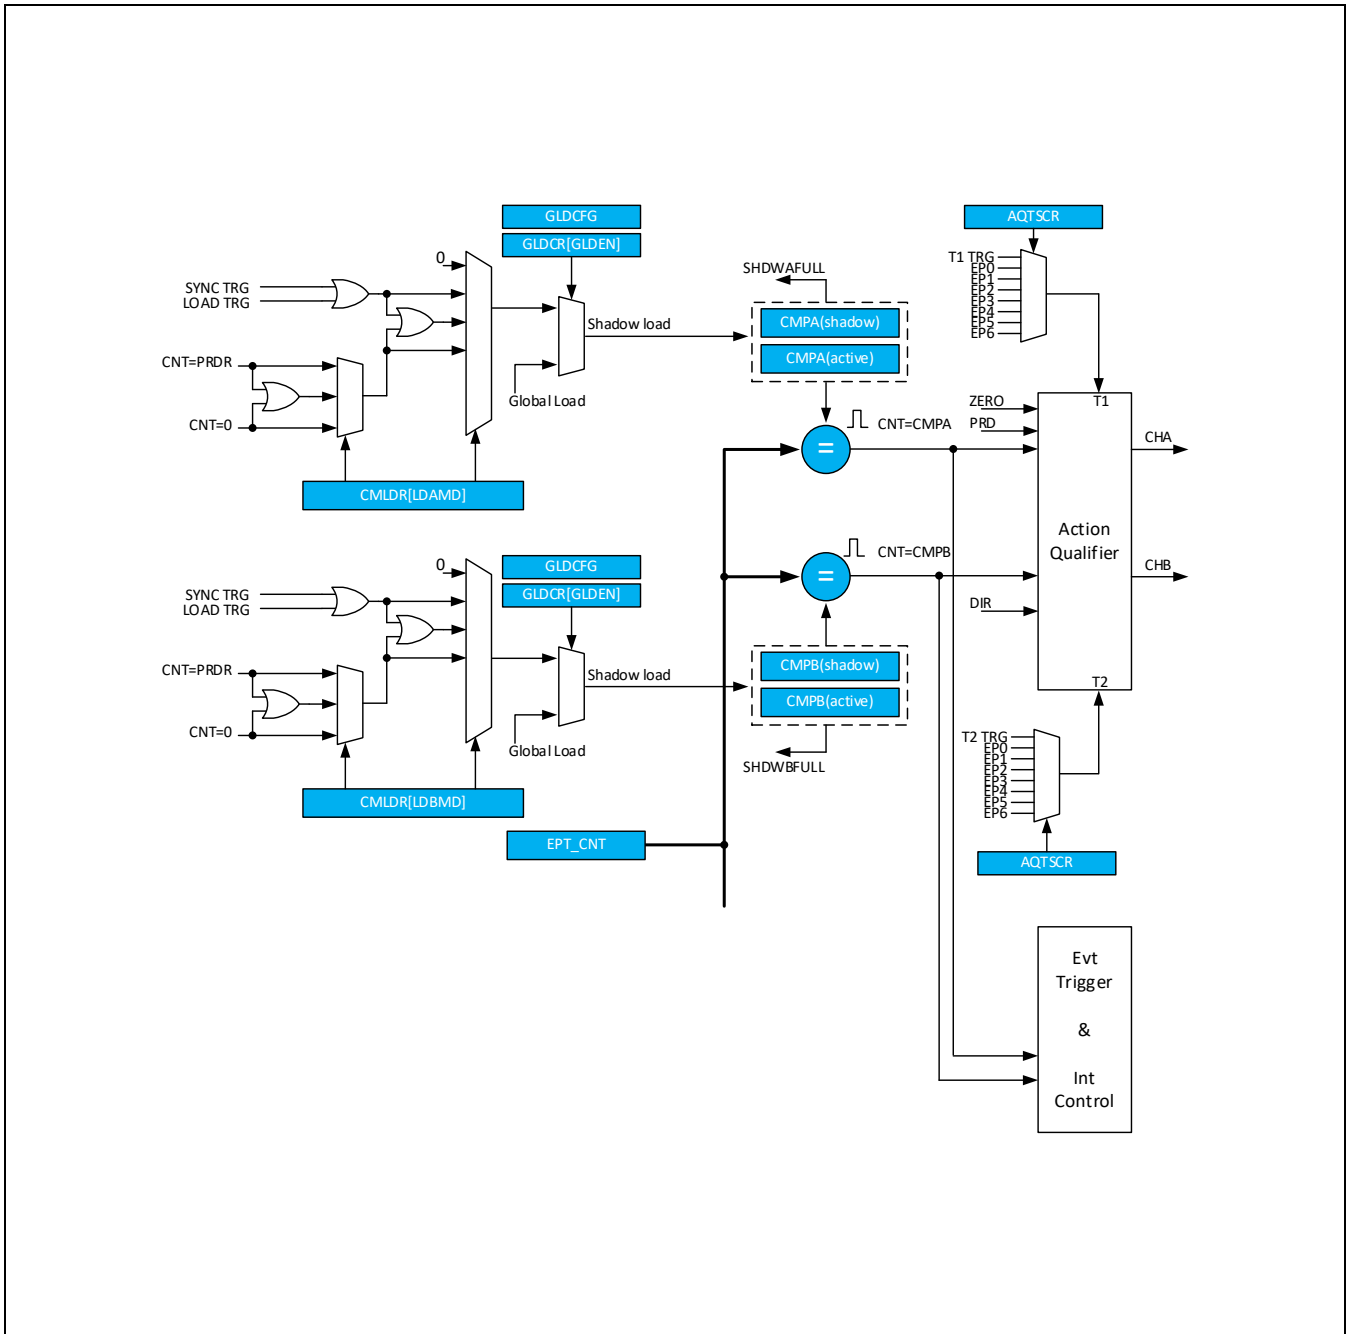 GLDCFG
GLDCR[GLDEN]
0
SYNC TRG
LOAD TRG
CNT=PRDR
CNT=0
Shadow load
Global Load
CMLDR[LDAMD]
SHDWAFULL
CMPA(shadow)
CMPA(active)
=
CNT=CMPA
AQTSCR
T1 TRG
EP0
EP1
EP2
EP3
EP4
EP5
EP6
ZERO
PRD
T1
CHA
Action
Qualifier
CHB
DIR
T2
GLDCFG
GLDCR[GLDEN]
0
SYNC TRG
LOAD TRG
CNT=PRDR
CNT=0
Shadow load
Global Load
CMLDR[LDBMD]
=
CNT=CMPB
CMPB(shadow)
CMPB(active)
SHDWBFULL
T2 TRG
EP0
EP1
EP2
EP3
EP4
EP5
EP6
AQTSCR
EPT_CNT
Evt
Trigger
&
Int
Control